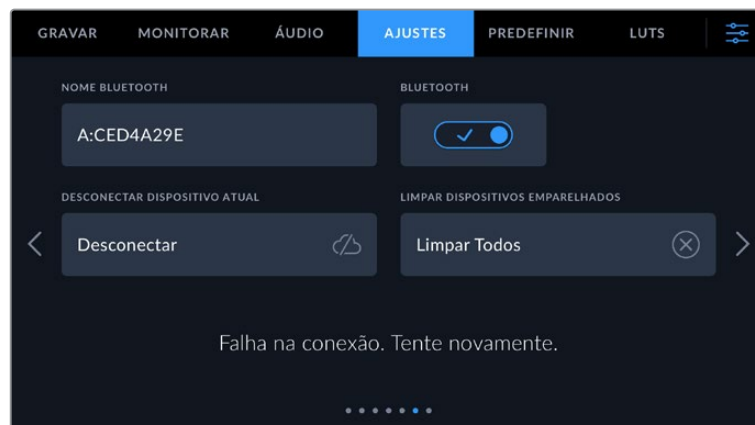 GRAVAR MONITORAR ÁUDIO AJUSTES PREDEFINIR LUTS
NOME BLUETOOTH BLUETOOTH
A:CED4A29E
DESCONECTAR DISPOSITIVO ATUAL LIMPAR DISPOSITIVOS EMPARELHADOS
Desconectar Limpar Todos
Falha na conexão. Tente novamente.